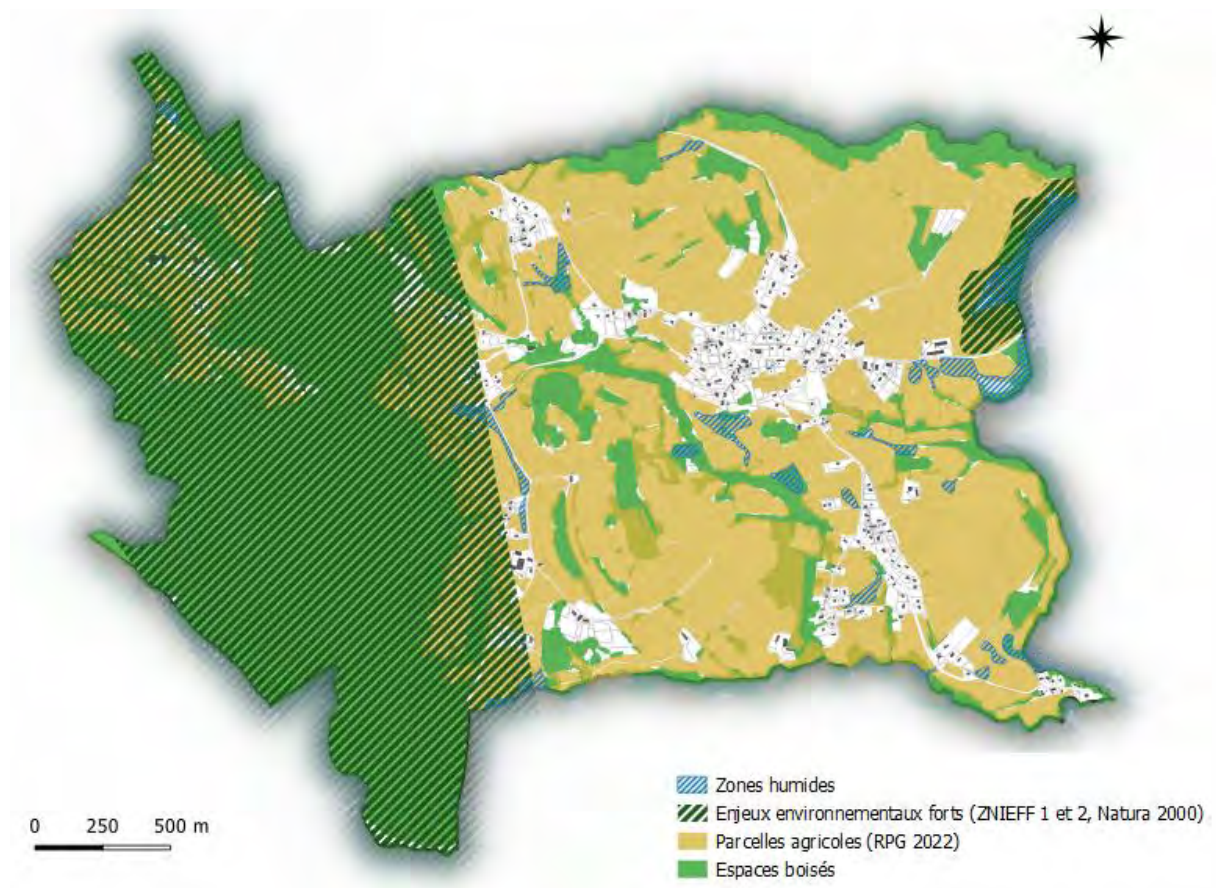 Zones humides
Enjeux environnementaux forts (ZNIEFF 1 et 2, Natura 2000)
Parcelles agricoles (RPG 2022)
Espaces boisés
0 250 500 m